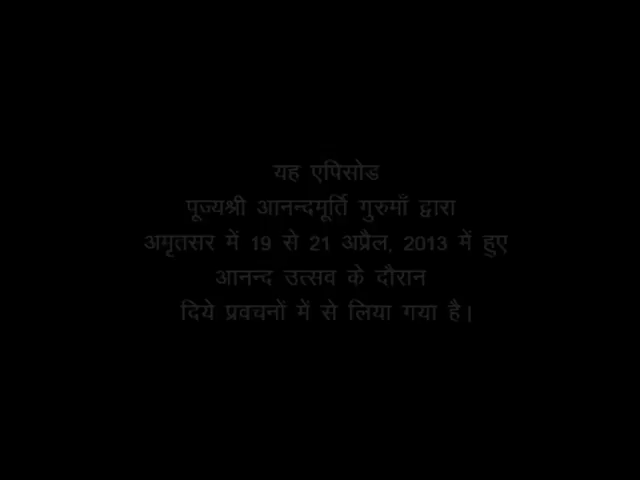 यह एपिसोड
पूज्यश्री आनन्दमूर्ति गुरुमाँ द्वारा
अमृतसर में 19 से 21 अप्रैल, 2013 में हुए
आनन्द उत्सव के दौरान
दिये प्रवचनों में से लिया गया है।